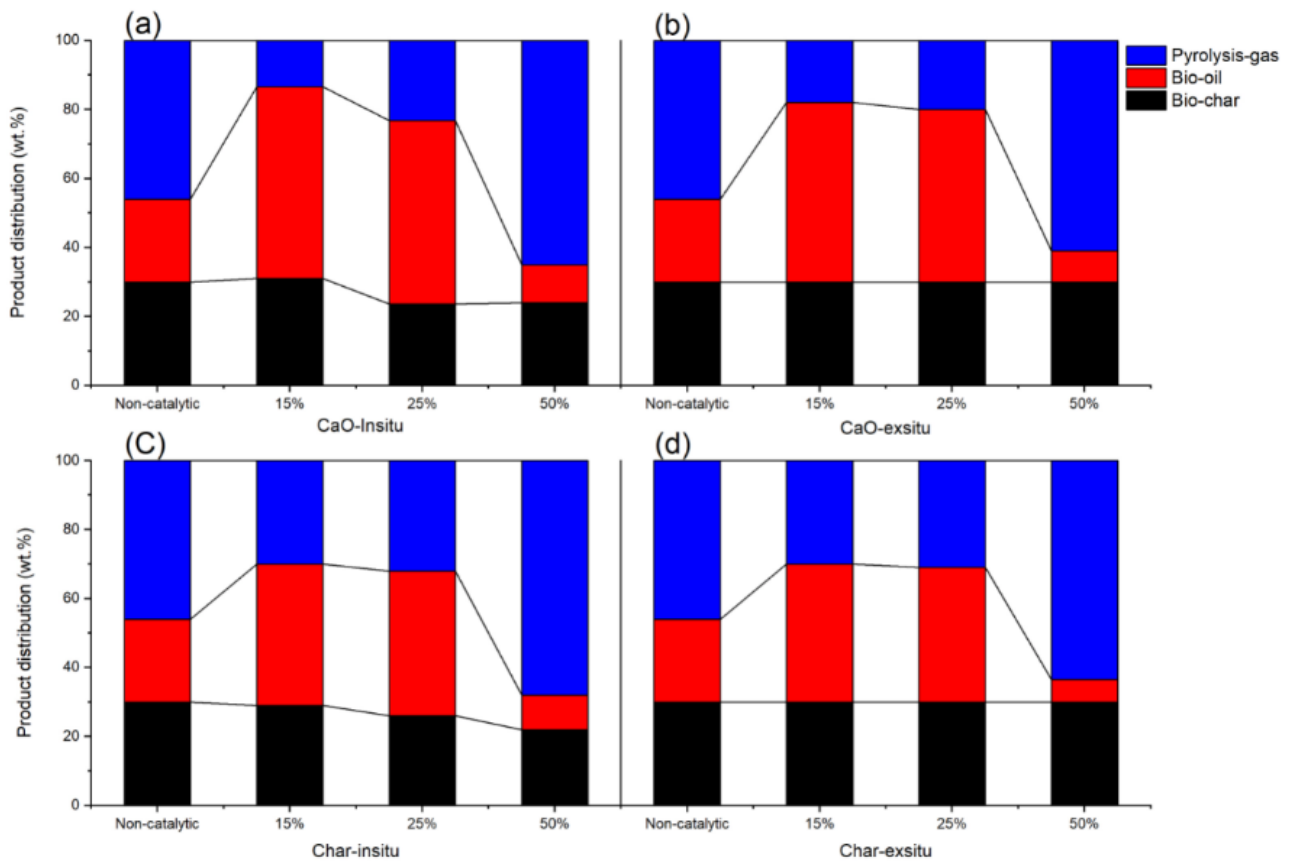 (a)
(b)
Product distribution (wt.%)
100
80
60
40
20
0
Non-catalytic 15% 25% 50%
CaO-Insitu
Non-catalytic 15% 25% 50%
CaO-exsitu
Pyrolysis-gas
Bio-oil
Bio-char
(C)
(d)
Product distribution (wt.%)
100
80
60
40
20
0
Non-catalytic 15% 25% 50%
Char-insitu
Non-catalytic 15% 25% 50%
Char-exsitu